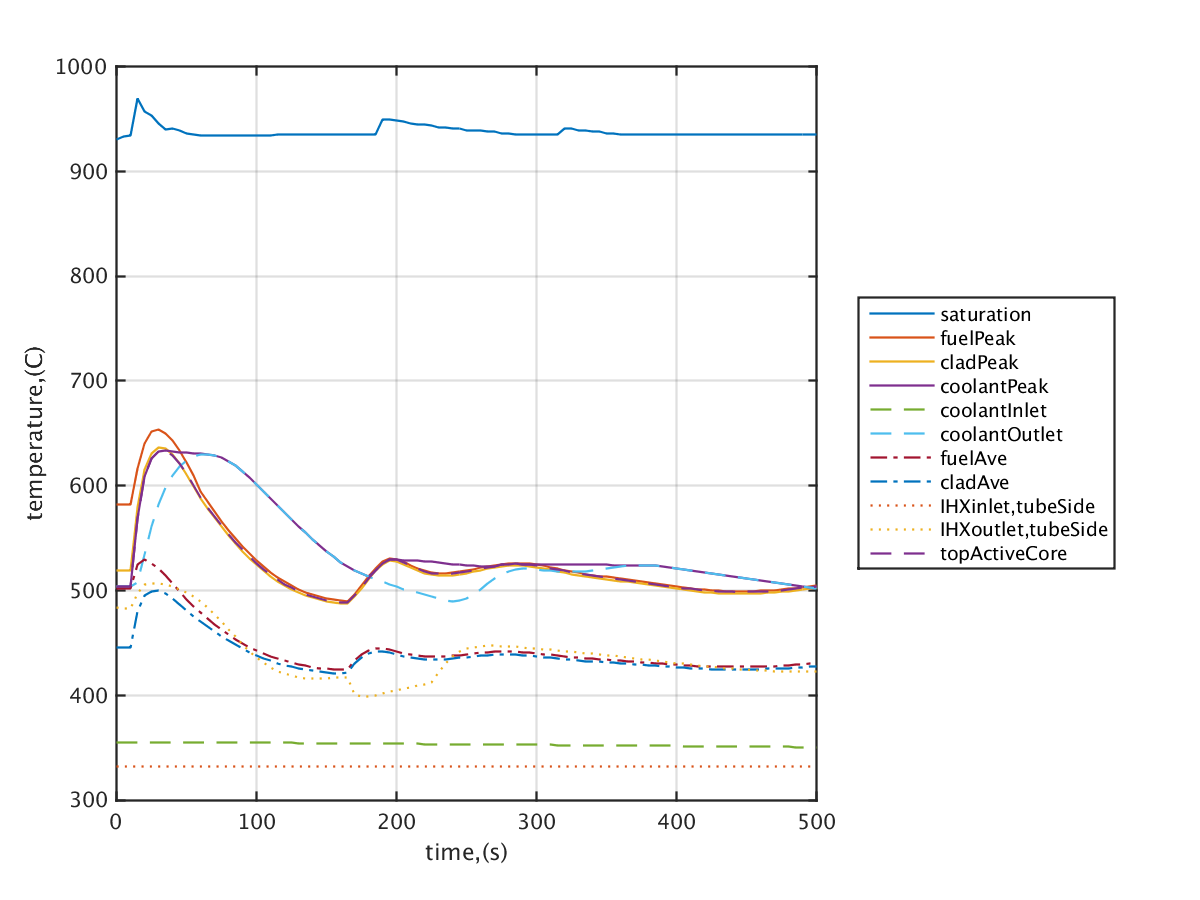 1000
900
800
700
600
500
400
300
temperature,(C)
0 100 200 300 400 500
time,(s)
saturation
fuelPeak
cladPeak
coolantPeak
coolantInlet
coolantOutlet
fuelAve
cladAve
IHXinlet,tubeSide
IHXoutlet,tubeSide
topActiveCore